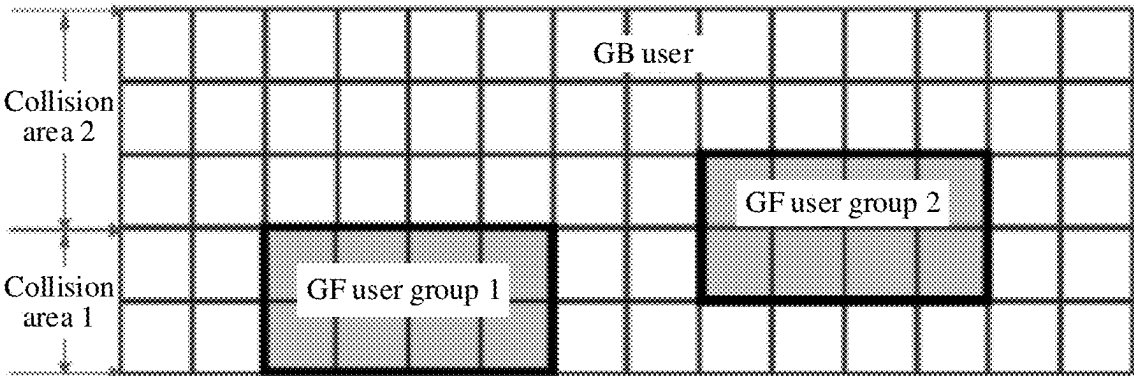 GB user
Collision
area 2
GF user group 2
Collision
area 1
GF user group 1